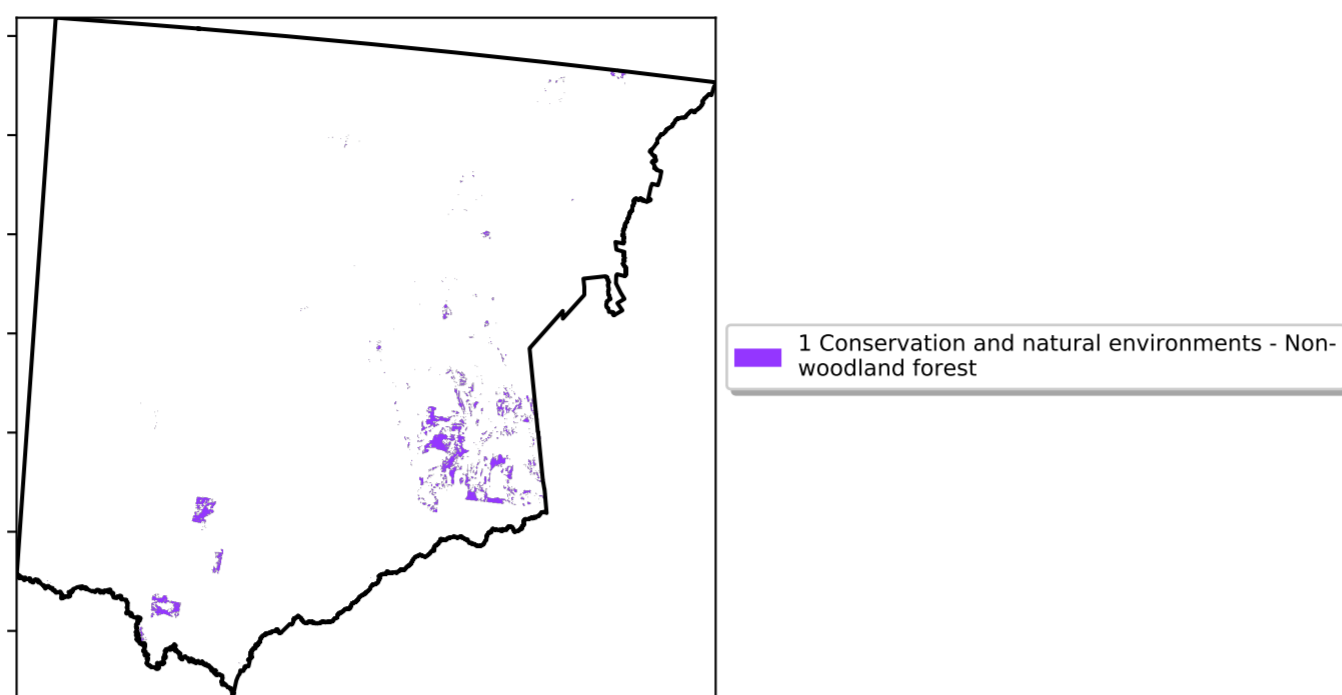 1 Conservation and natural environments - Non-
woodland forest